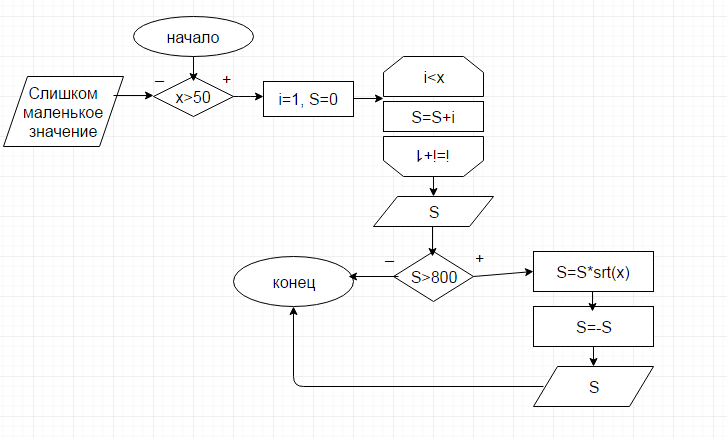 начало
– +
Слишком
маленькое
значение
x>50
i=1, S=0
i<x
S=S+i
i=i+1
S
– +
конец
S>800
S=S*srt(x)
S=-S
S